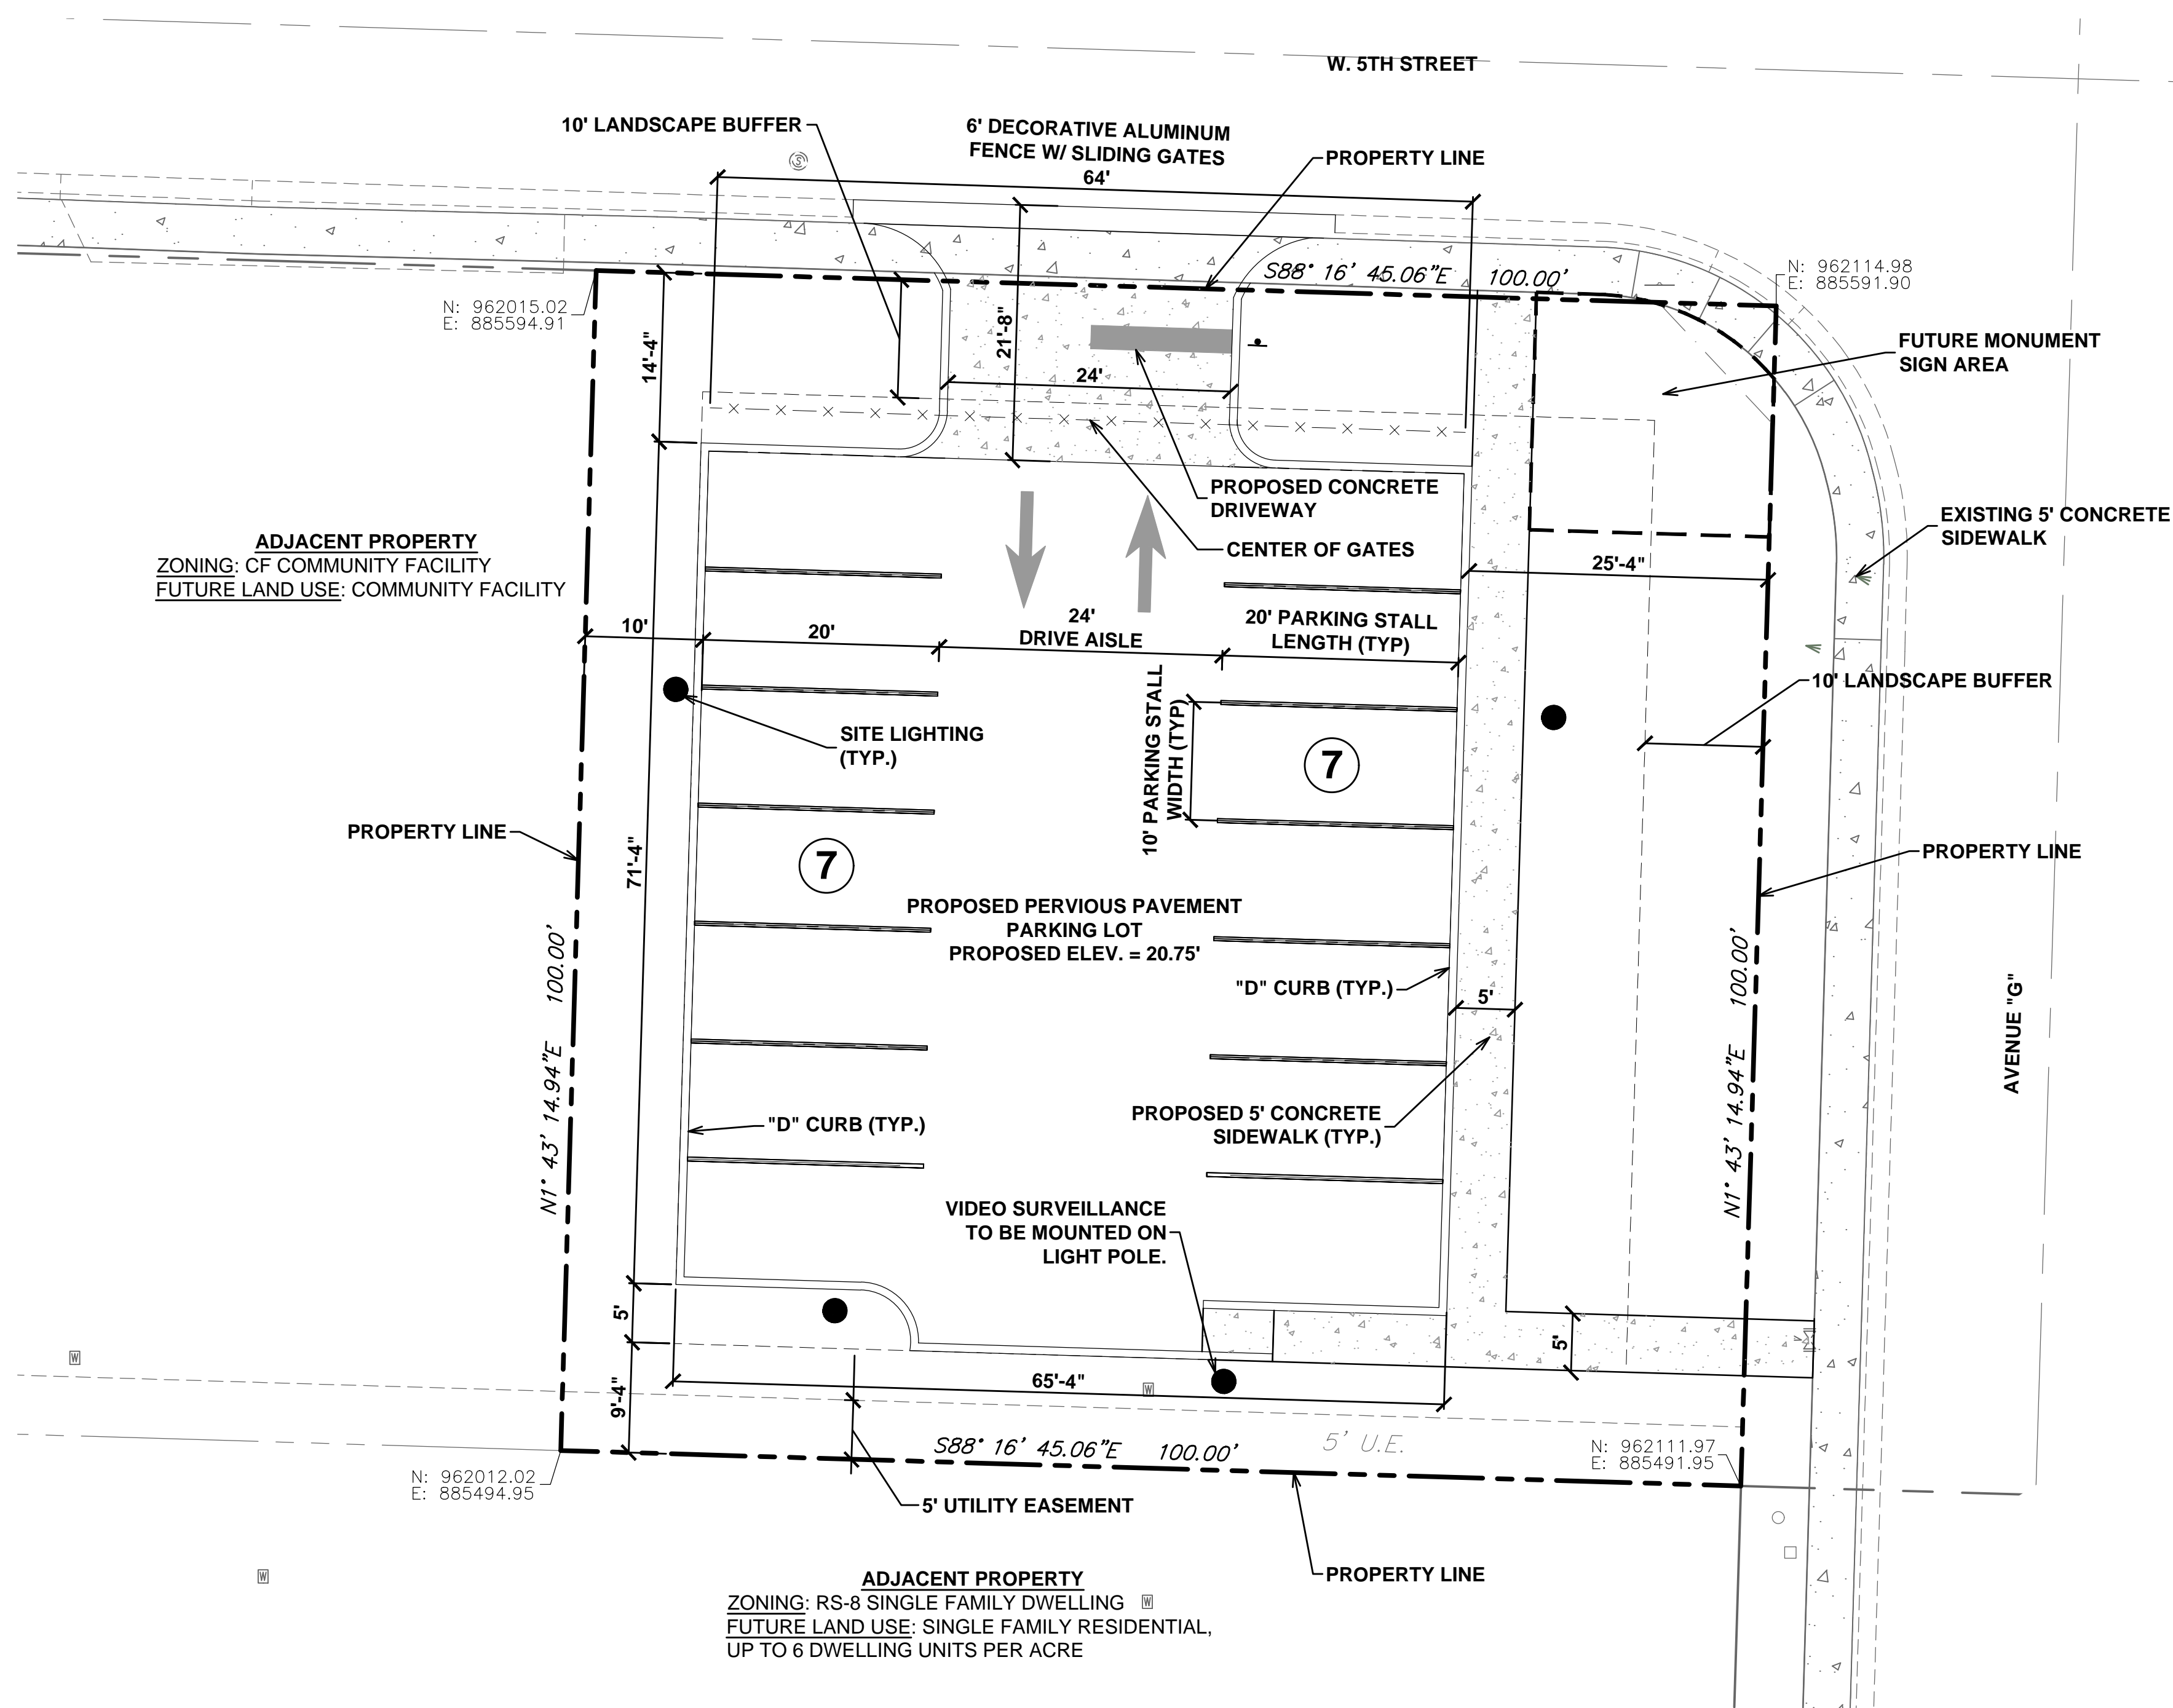 W. 5TH STREET
10' LANDSCAPE BUFFER
6' DECORATIVE ALUMINUM
FENCE W/ SLIDING GATES
64'
PROPERTY LINE
S
S88° 16' 45.06"E 100.00'
N: 962114.98
E: 885591.90
N: 962015.02
E: 885594.91
14'-4"
21'-8"
24'
FUTURE MONUMENT
SIGN AREA
PROPOSED CONCRETE
DRIVEWAY
CENTER OF GATES
EXISTING 5' CONCRETE
SIDEWALK
ADJACENT PROPERTY
ZONING: CF COMMUNITY FACILITY
FUTURE LAND USE: COMMUNITY FACILITY
25'-4"
10'
20'
24'
DRIVE AISLE
20' PARKING STALL
LENGTH (TYP)
10' PARKING STALL
WIDTH (TYP)
10' LANDSCAPE BUFFER
SITE LIGHTING
(TYP.)
7
7
PROPERTY LINE
71'-4"
PROPERTY LINE
PROPOSED PERVIOUS PAVEMENT
PARKING LOT
PROPOSED ELEV. = 20.75'
"D" CURB (TYP.)
5'
N1° 43' 14.94"E 100.00'
N1° 43' 14.94"E 100.00'
AVENUE "G"
"D" CURB (TYP.)
PROPOSED 5' CONCRETE
SIDEWALK (TYP.)
VIDEO SURVEILLANCE
TO BE MOUNTED ON
LIGHT POLE.
5'
5'
9'-4"
65'-4"
W
W
S88° 16' 45.06"E 100.00'
5' U.E.
N: 962111.97
E: 885491.95
N: 962012.02
E: 885494.95
5' UTILITY EASEMENT
PROPERTY LINE
W
ADJACENT PROPERTY
ZONING: RS-8 SINGLE FAMILY DWELLING
W
FUTURE LAND USE: SINGLE FAMILY RESIDENTIAL,
UP TO 6 DWELLING UNITS PER ACRE